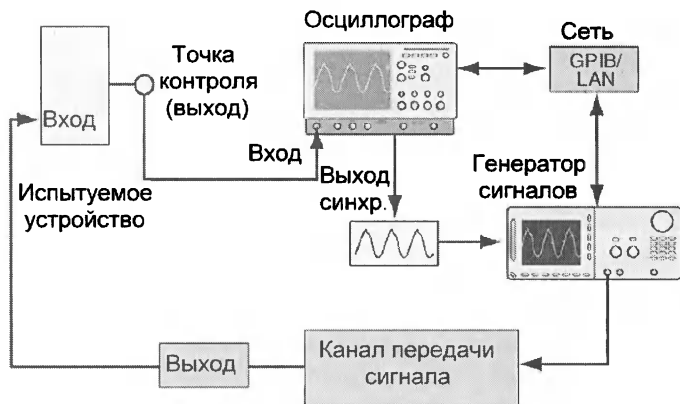 Осциллограф
Сеть
GPIB/
LAN
Точка
контроля
(выход)
Вход
Вход
Выход
синхр.
Генератор
сигналов
Испытуемое
устройство
Выход
Канал передачи
сигнала